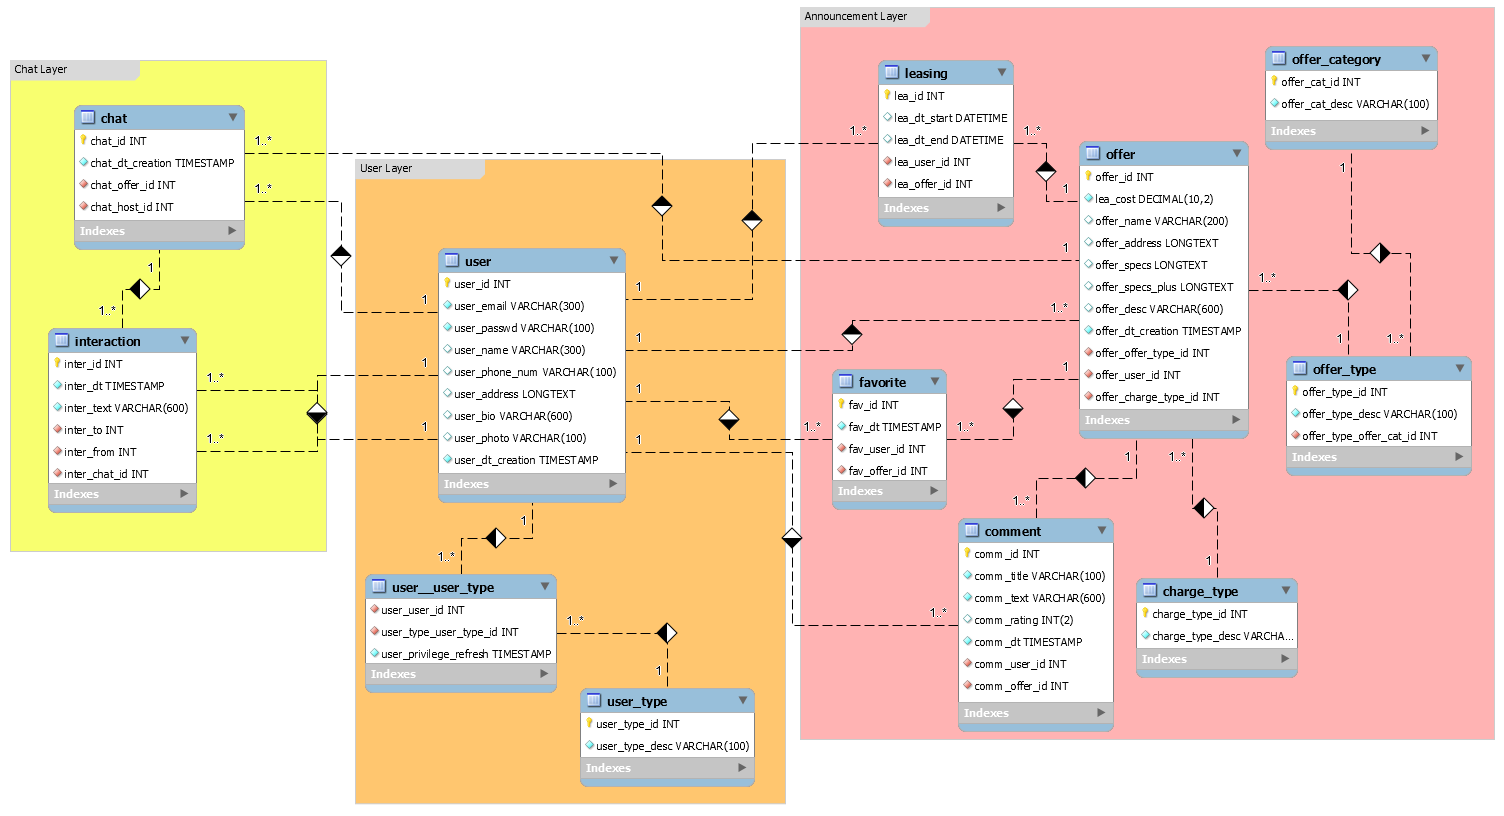 Chat Layer
chat
chat_id INT
chat_dt_creation TIMESTAMP
chat_offer_id INT
chat_host_id INT
Indexes
1..*
1..*
1
1..*
interaction
inter_id INT
inter_dt TIMESTAMP
inter_text VARCHAR(600)
inter_to INT
inter_from INT
inter_chat_id INT
Indexes
1..*
1..*
User Layer
user
user_id INT
user_email VARCHAR(300)
user_passwd VARCHAR(100)
user_name VARCHAR(300)
user_phone_num VARCHAR(100)
user_address LONGTEXT
user_bio VARCHAR(600)
user_photo VARCHAR(100)
user_dt_creation TIMESTAMP
Indexes
1
1
1
1
1
1
1
1
1..*
user__user_type
user_user_id INT
user_type_user_type_id INT
user_privilege_refresh TIMESTAMP
Indexes
1..*
1
user_type
user_type_id INT
user_type_desc VARCHAR(100)
Indexes
Announcement Layer
leasing
lea_id INT
lea_dt_start DATETIME
lea_dt_end DATETIME
lea_user_id INT
lea_offer_id INT
Indexes
1..*
1..*
1
1
1..*
1
offer
offer_id INT
lea_cost DECIMAL(10,2)
offer_name VARCHAR(200)
offer_address LONGTEXT
offer_specs LONGTEXT
offer_specs_plus LONGTEXT
offer_desc VARCHAR(600)
offer_dt_creation TIMESTAMP
offer_offer_type_id INT
offer_user_id INT
offer_charge_type_id INT
Indexes
1..*
1
1..*
offer_category
offer_cat_id INT
offer_cat_desc VARCHAR(100)
Indexes
1
1
1..*
offer_type
offer_type_id INT
offer_type_desc VARCHAR(100)
offer_type_offer_cat_id INT
Indexes
favorite
fav_id INT
fav_dt TIMESTAMP
fav_user_id INT
fav_offer_id INT
Indexes
1..*
1..*
1..*
1..*
comment
comm_id INT
comm_title VARCHAR(100)
comm_text VARCHAR(600)
comm_rating INT(2)
comm_dt TIMESTAMP
comm_user_id INT
comm_offer_id INT
Indexes
1
charge_type
charge_type_id INT
charge_type_desc VARCHA...
Indexes